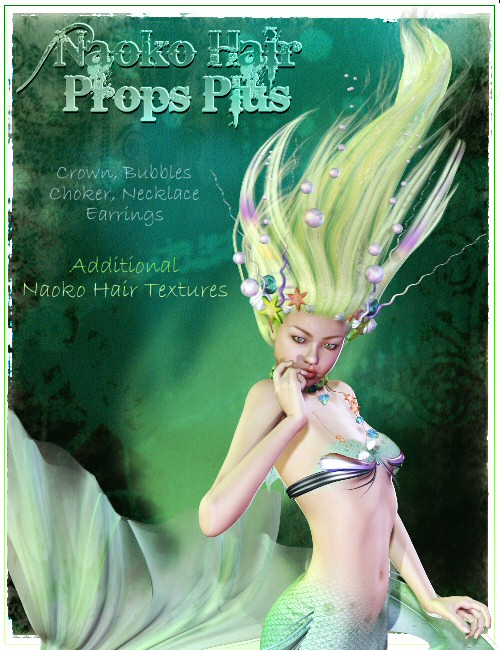 Naoko Hair
Props Plus
Crown, Bubbles
Choker, Necklace
Earrings
Additional
Naoko Hair Textures